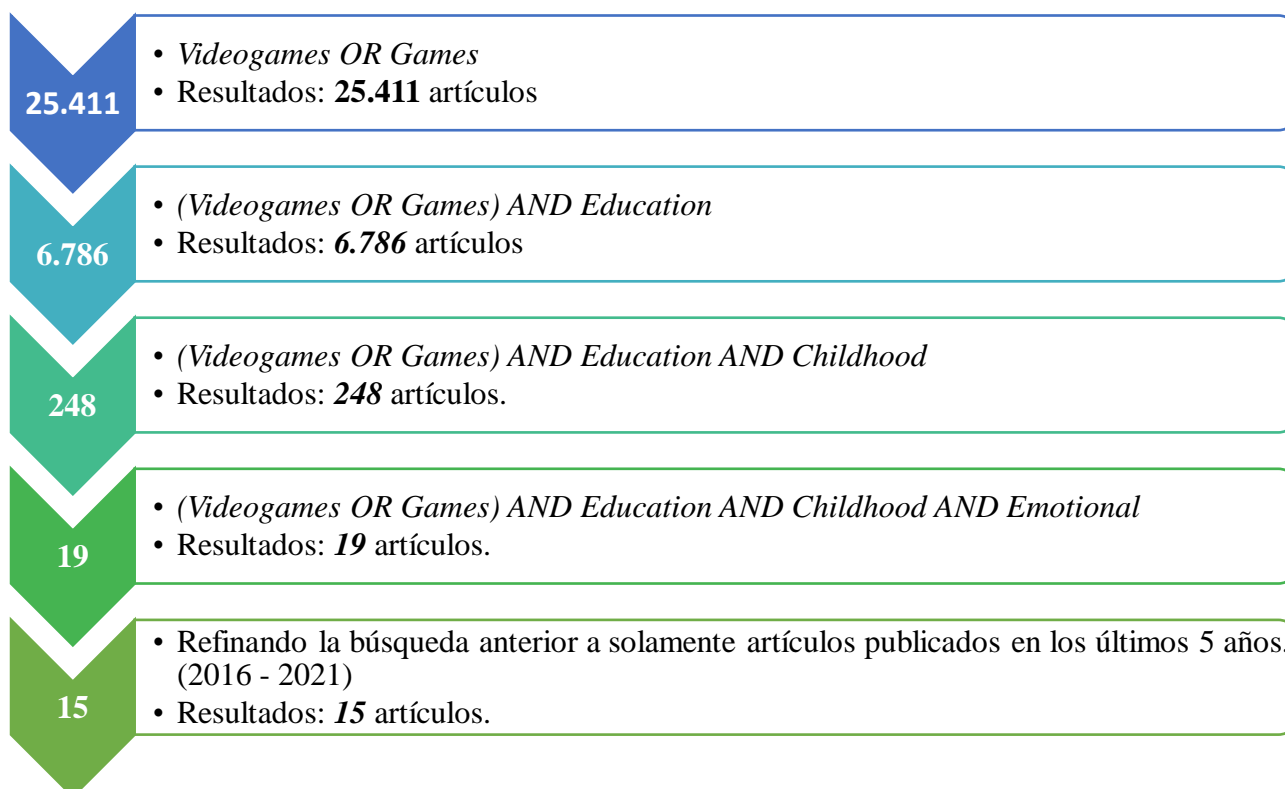 25.411
• Videogames OR Games
• Resultados: 25.411 artículos
6.786
• (Videogames OR Games) AND Education
• Resultados: 6.786 artículos
248
• (Videogames OR Games) AND Education AND Childhood
• Resultados: 248 artículos.
19
• (Videogames OR Games) AND Education AND Childhood AND Emotional
• Resultados: 19 artículos.
15
• Refinando la búsqueda anterior a solamente artículos publicados en los últimos 5 años.
(2016 - 2021)
• Resultados: 15 artículos.